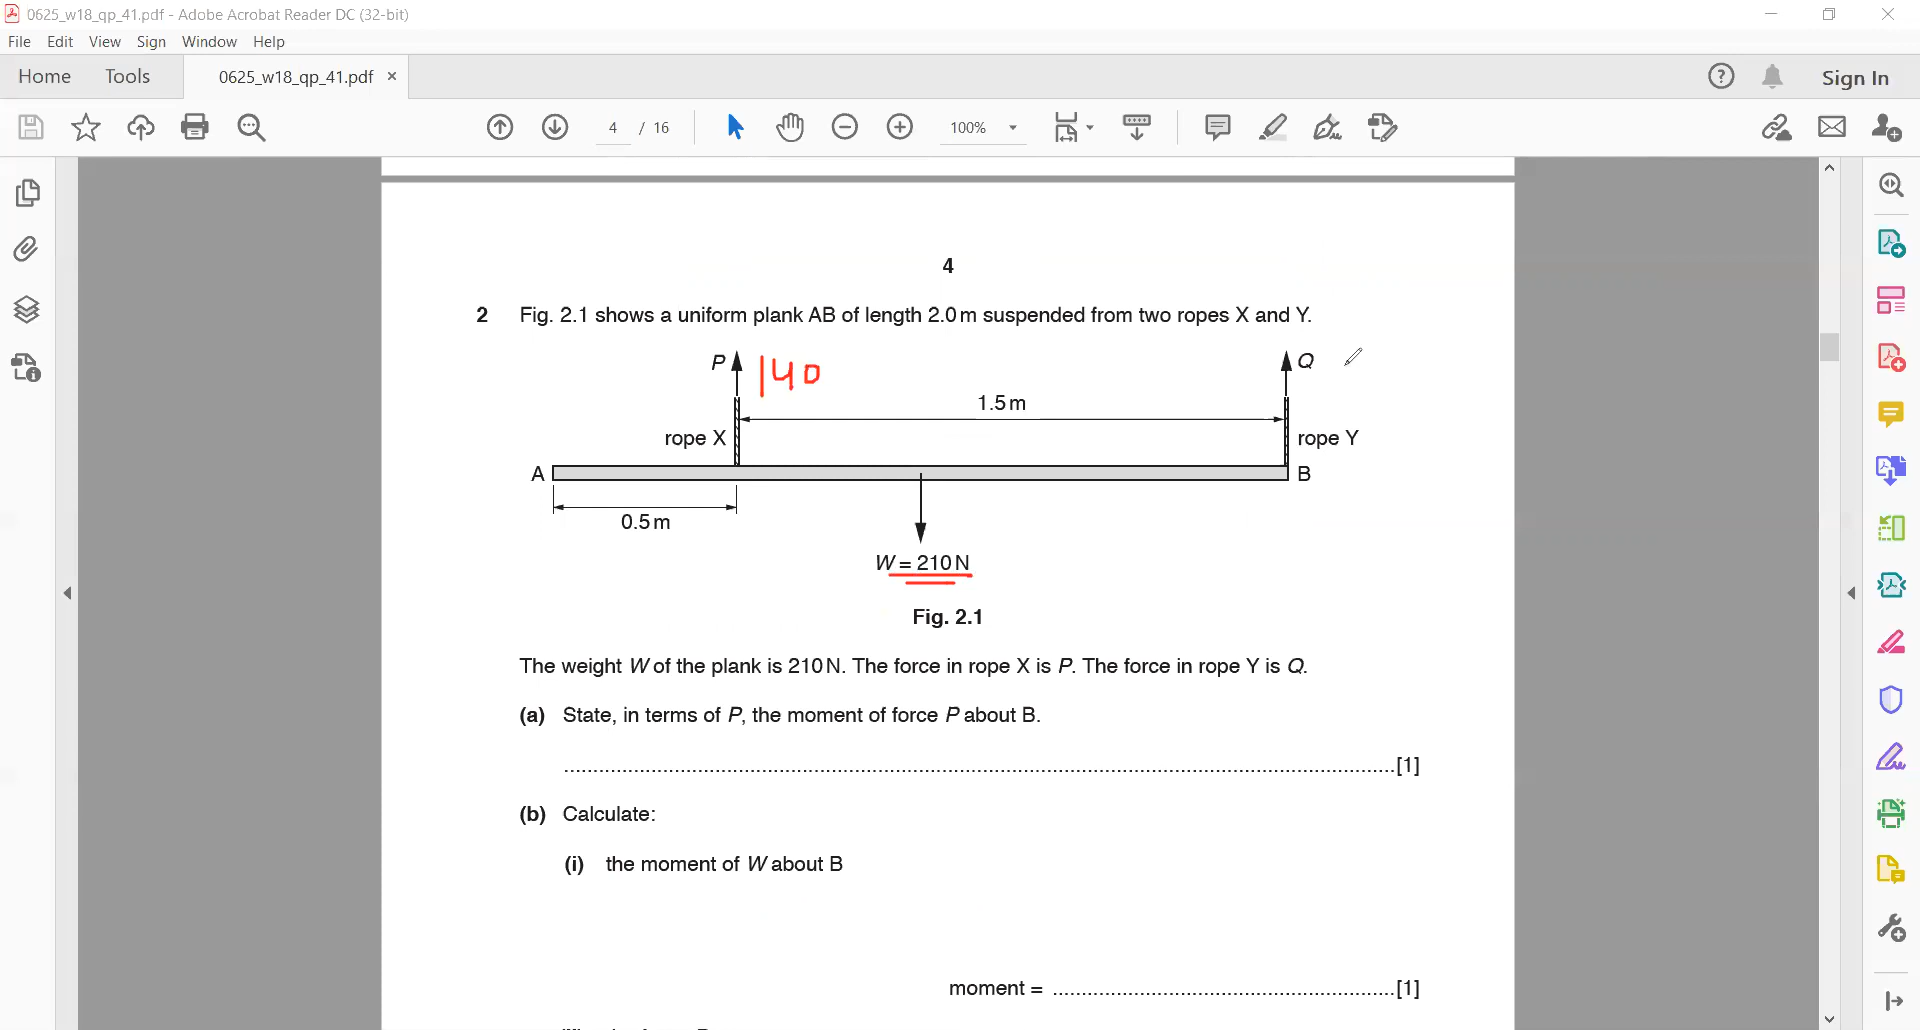 0625_w18_qp_41.pdf - Adobe Acrobat Reader DC (32-bit)
File Edit View Sign Window Help
Home Tools 0625_w18_qp_41.pdf × Sign In
4 / 16 100%
4
2 Fig. 2.1 shows a uniform plank AB of length 2.0 m suspended from two ropes X and Y.
P 140 Q
1.5 m
rope X rope Y
A B
0.5 m
W = 210 N
Fig. 2.1
The weight W of the plank is 210 N. The force in rope X is P. The force in rope Y is Q.
(a) State, in terms of P, the moment of force P about B.
[1]
(b) Calculate:
(i) the moment of W about B
moment = [1]